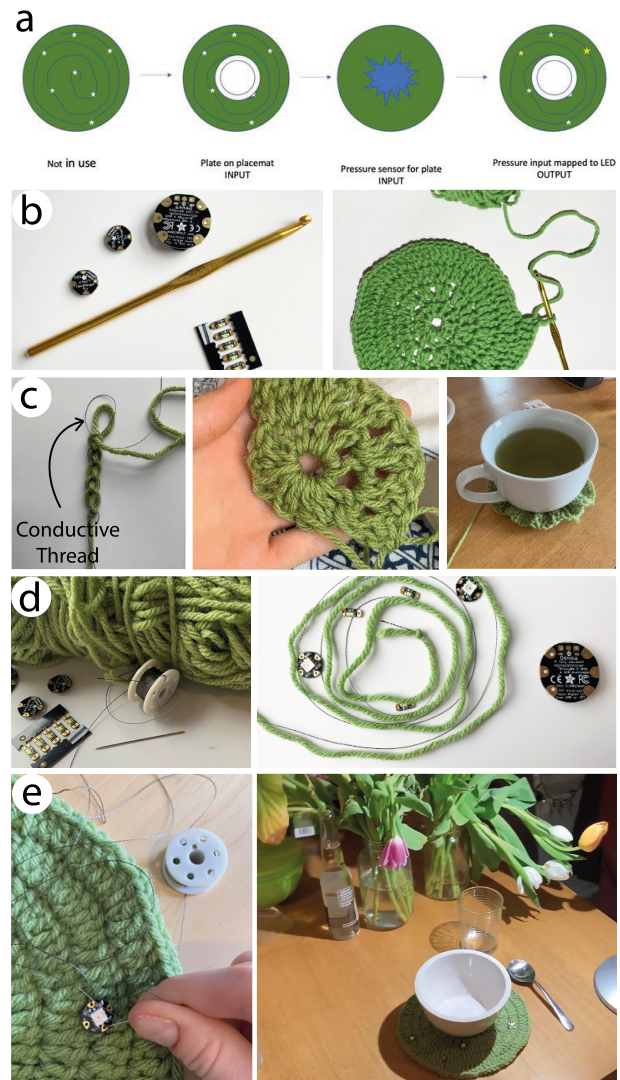 a
Not in use
Plate on placemat
INPUT
Pressure sensor for plate
INPUT
Pressure input mapped to LED
OUTPUT
b
c
Conductive
Thread
d
e